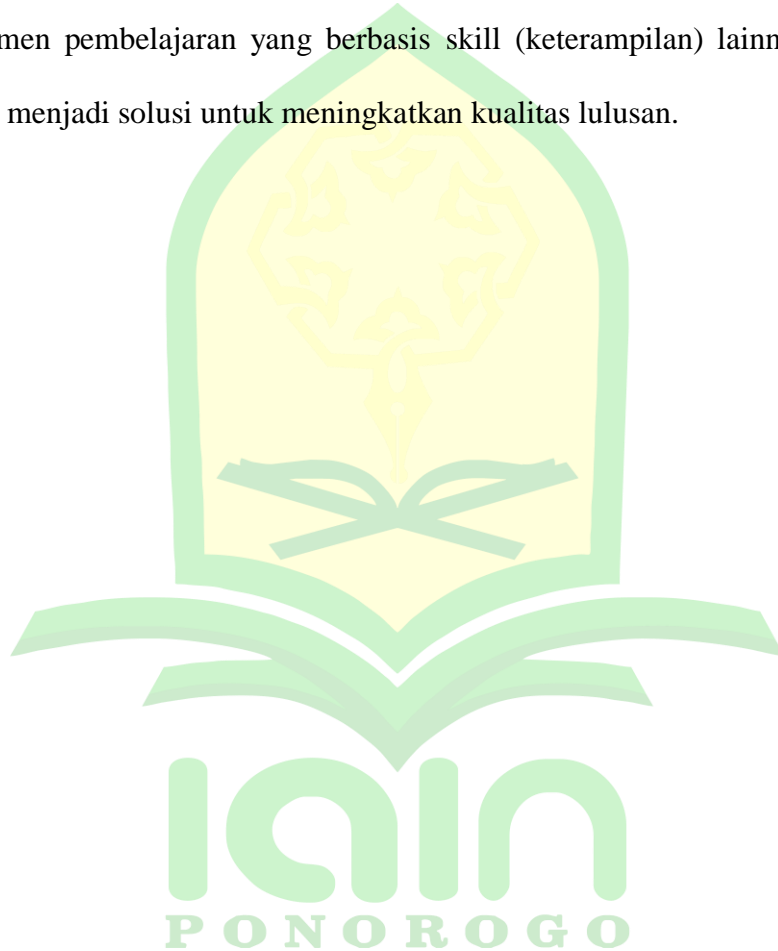 men pembelajaran yang berbasis skill (keterampilan) lainn
menjadi solusi untuk meningkatkan kualitas lulusan.
IAIN
PONOROGO